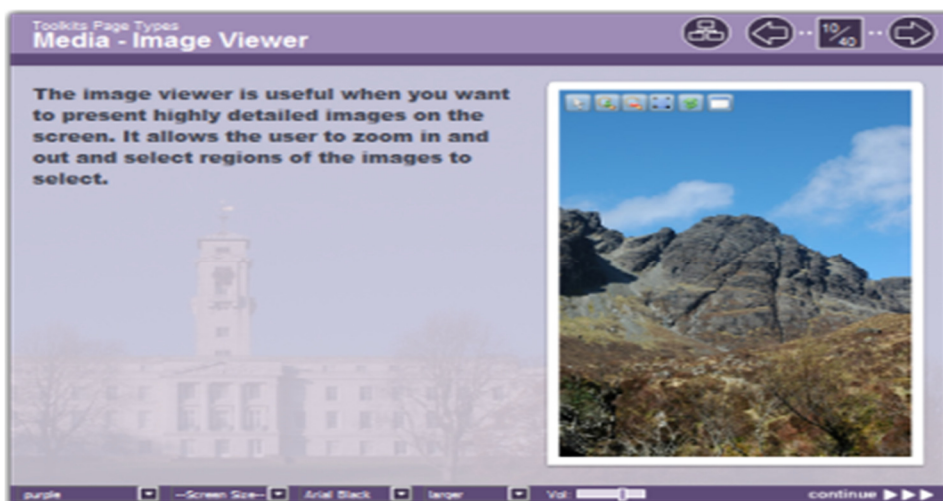 Toolkits Page Types
Media - Image Viewer
10/40
The image viewer is useful when you want
to present highly detailed images on the
screen. It allows the user to zoom in and
out and select regions of the images to
select.
purple
--Screen Size--
Arial Black
larger
Vol:
continue